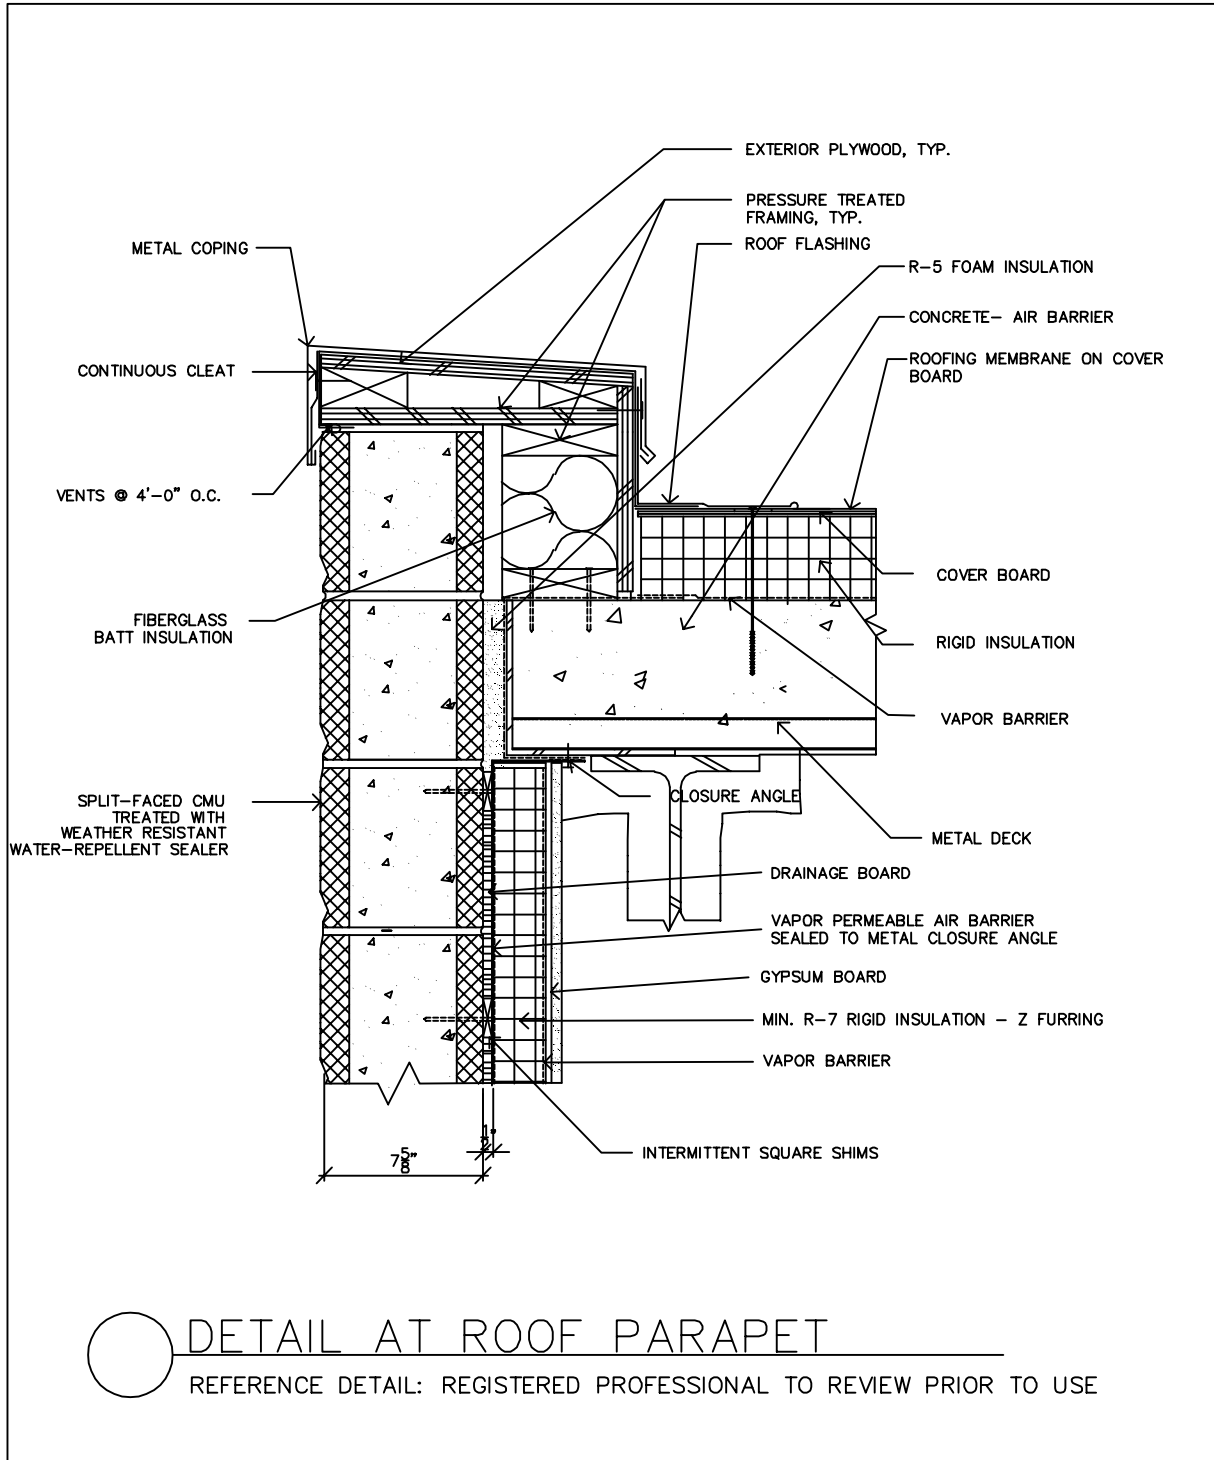 EXTERIOR PLYWOOD, TYP.
PRESSURE TREATED
FRAMING, TYP.
ROOF FLASHING
METAL COPING
R-5 FOAM INSULATION
CONCRETE- AIR BARRIER
ROOFING MEMBRANE ON COVER
BOARD
CONTINUOUS CLEAT
VENTS @ 4'-0" O.C.
COVER BOARD
FIBERGLASS
BATT INSULATION
RIGID INSULATION
VAPOR BARRIER
CLOSURE ANGLE
SPLIT-FACED CMU
TREATED WITH
WEATHER RESISTANT
WATER-REPELLENT SEALER
METAL DECK
DRAINAGE BOARD
VAPOR PERMEABLE AIR BARRIER
SEALED TO METAL CLOSURE ANGLE
GYPSUM BOARD
MIN. R-7 RIGID INSULATION - Z FURRING
VAPOR BARRIER
1/2"
INTERMITTENT SQUARE SHIMS
7 5/8"
DETAIL AT ROOF PARAPET
REFERENCE DETAIL: REGISTERED PROFESSIONAL TO REVIEW PRIOR TO USE